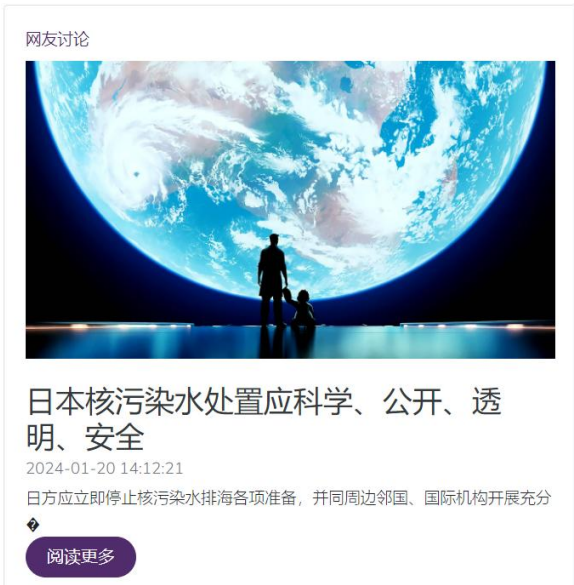 网友讨论
日本核污染水处置应科学、公开、透
明、安全
2024-01-20 14:12:21
日方应立即停止核污染水排海各项准备，并同周边邻国、国际机构开展充分
�
阅读更多